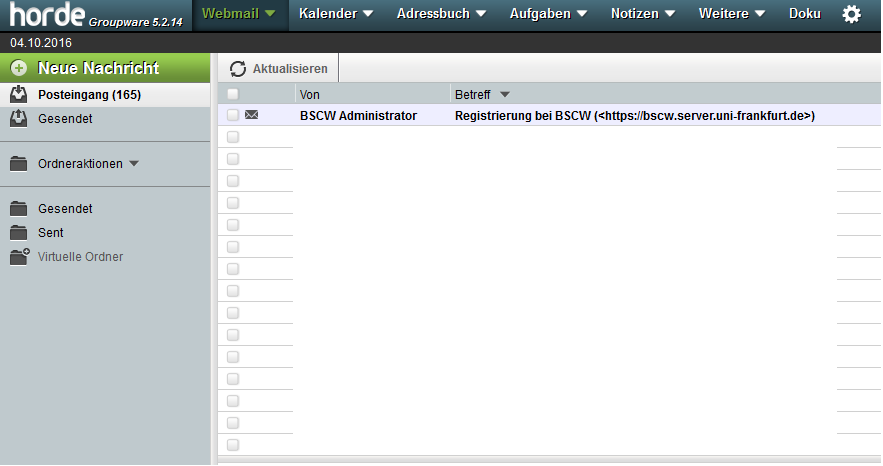 horde Groupware 5.2.14 Webmail Kalender Adressbuch Aufgaben Notizen Weitere Doku
04.10.2016
Neue Nachricht
Aktualisieren
Posteingang (165)
Gesendet
Ordneraktionen
Gesendet
Sent
Virtuelle Ordner
Von Betreff
BSCW Administrator Registrierung bei BSCW (<https://bscw.server.uni-frankfurt.de>)